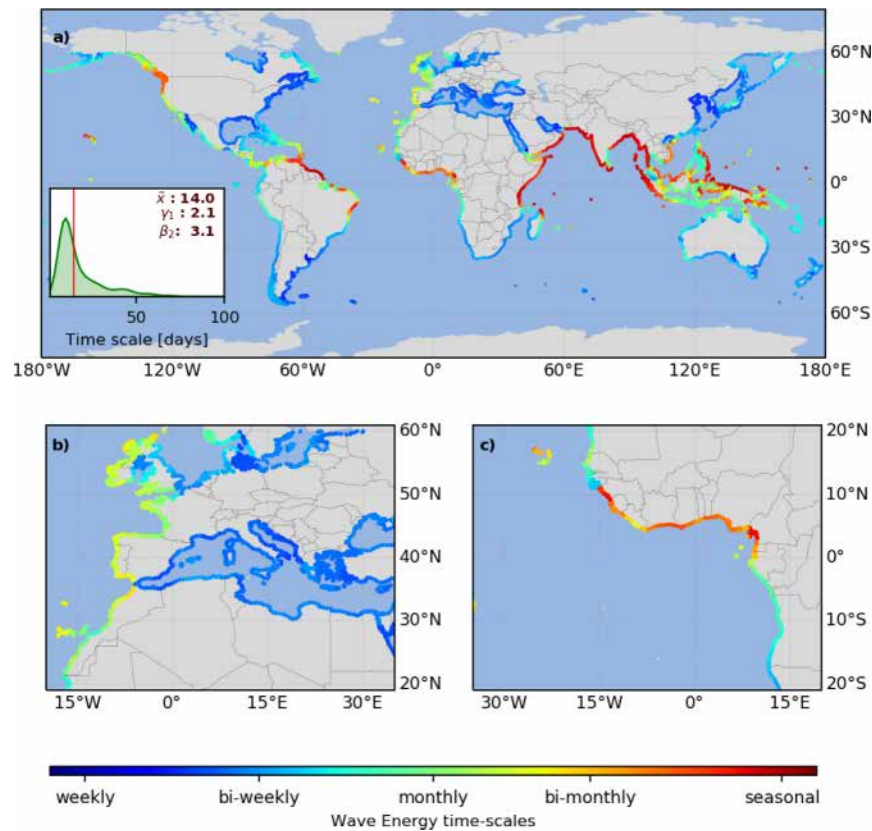 a)
60°N
30°N
0°
30°S
60°S
x̃ : 14.0
γ₁ : 2.1
β₂: 3.1
50
100
Time scale [days]
180°W
120°W
60°W
0°
60°E
120°E
180°E
b)
60°N
50°N
40°N
30°N
20°N
15°W
0°
15°E
30°E
c)
20°N
10°N
0°
10°S
20°S
30°W
15°W
0°
15°E
weekly
bi-weekly
monthly
bi-monthly
seasonal
Wave Energy time-scales